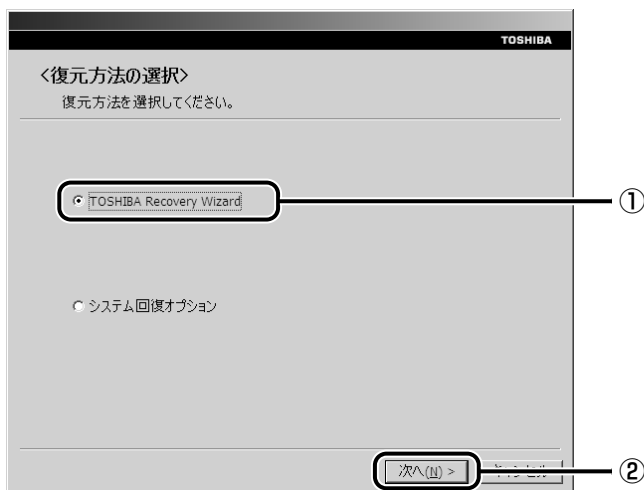 TOSHIBA
<復元方法の選択>
復元方法を選択してください。
TOSHIBA Recovery Wizard
①
システム回復オプション
次へ(N) >
②